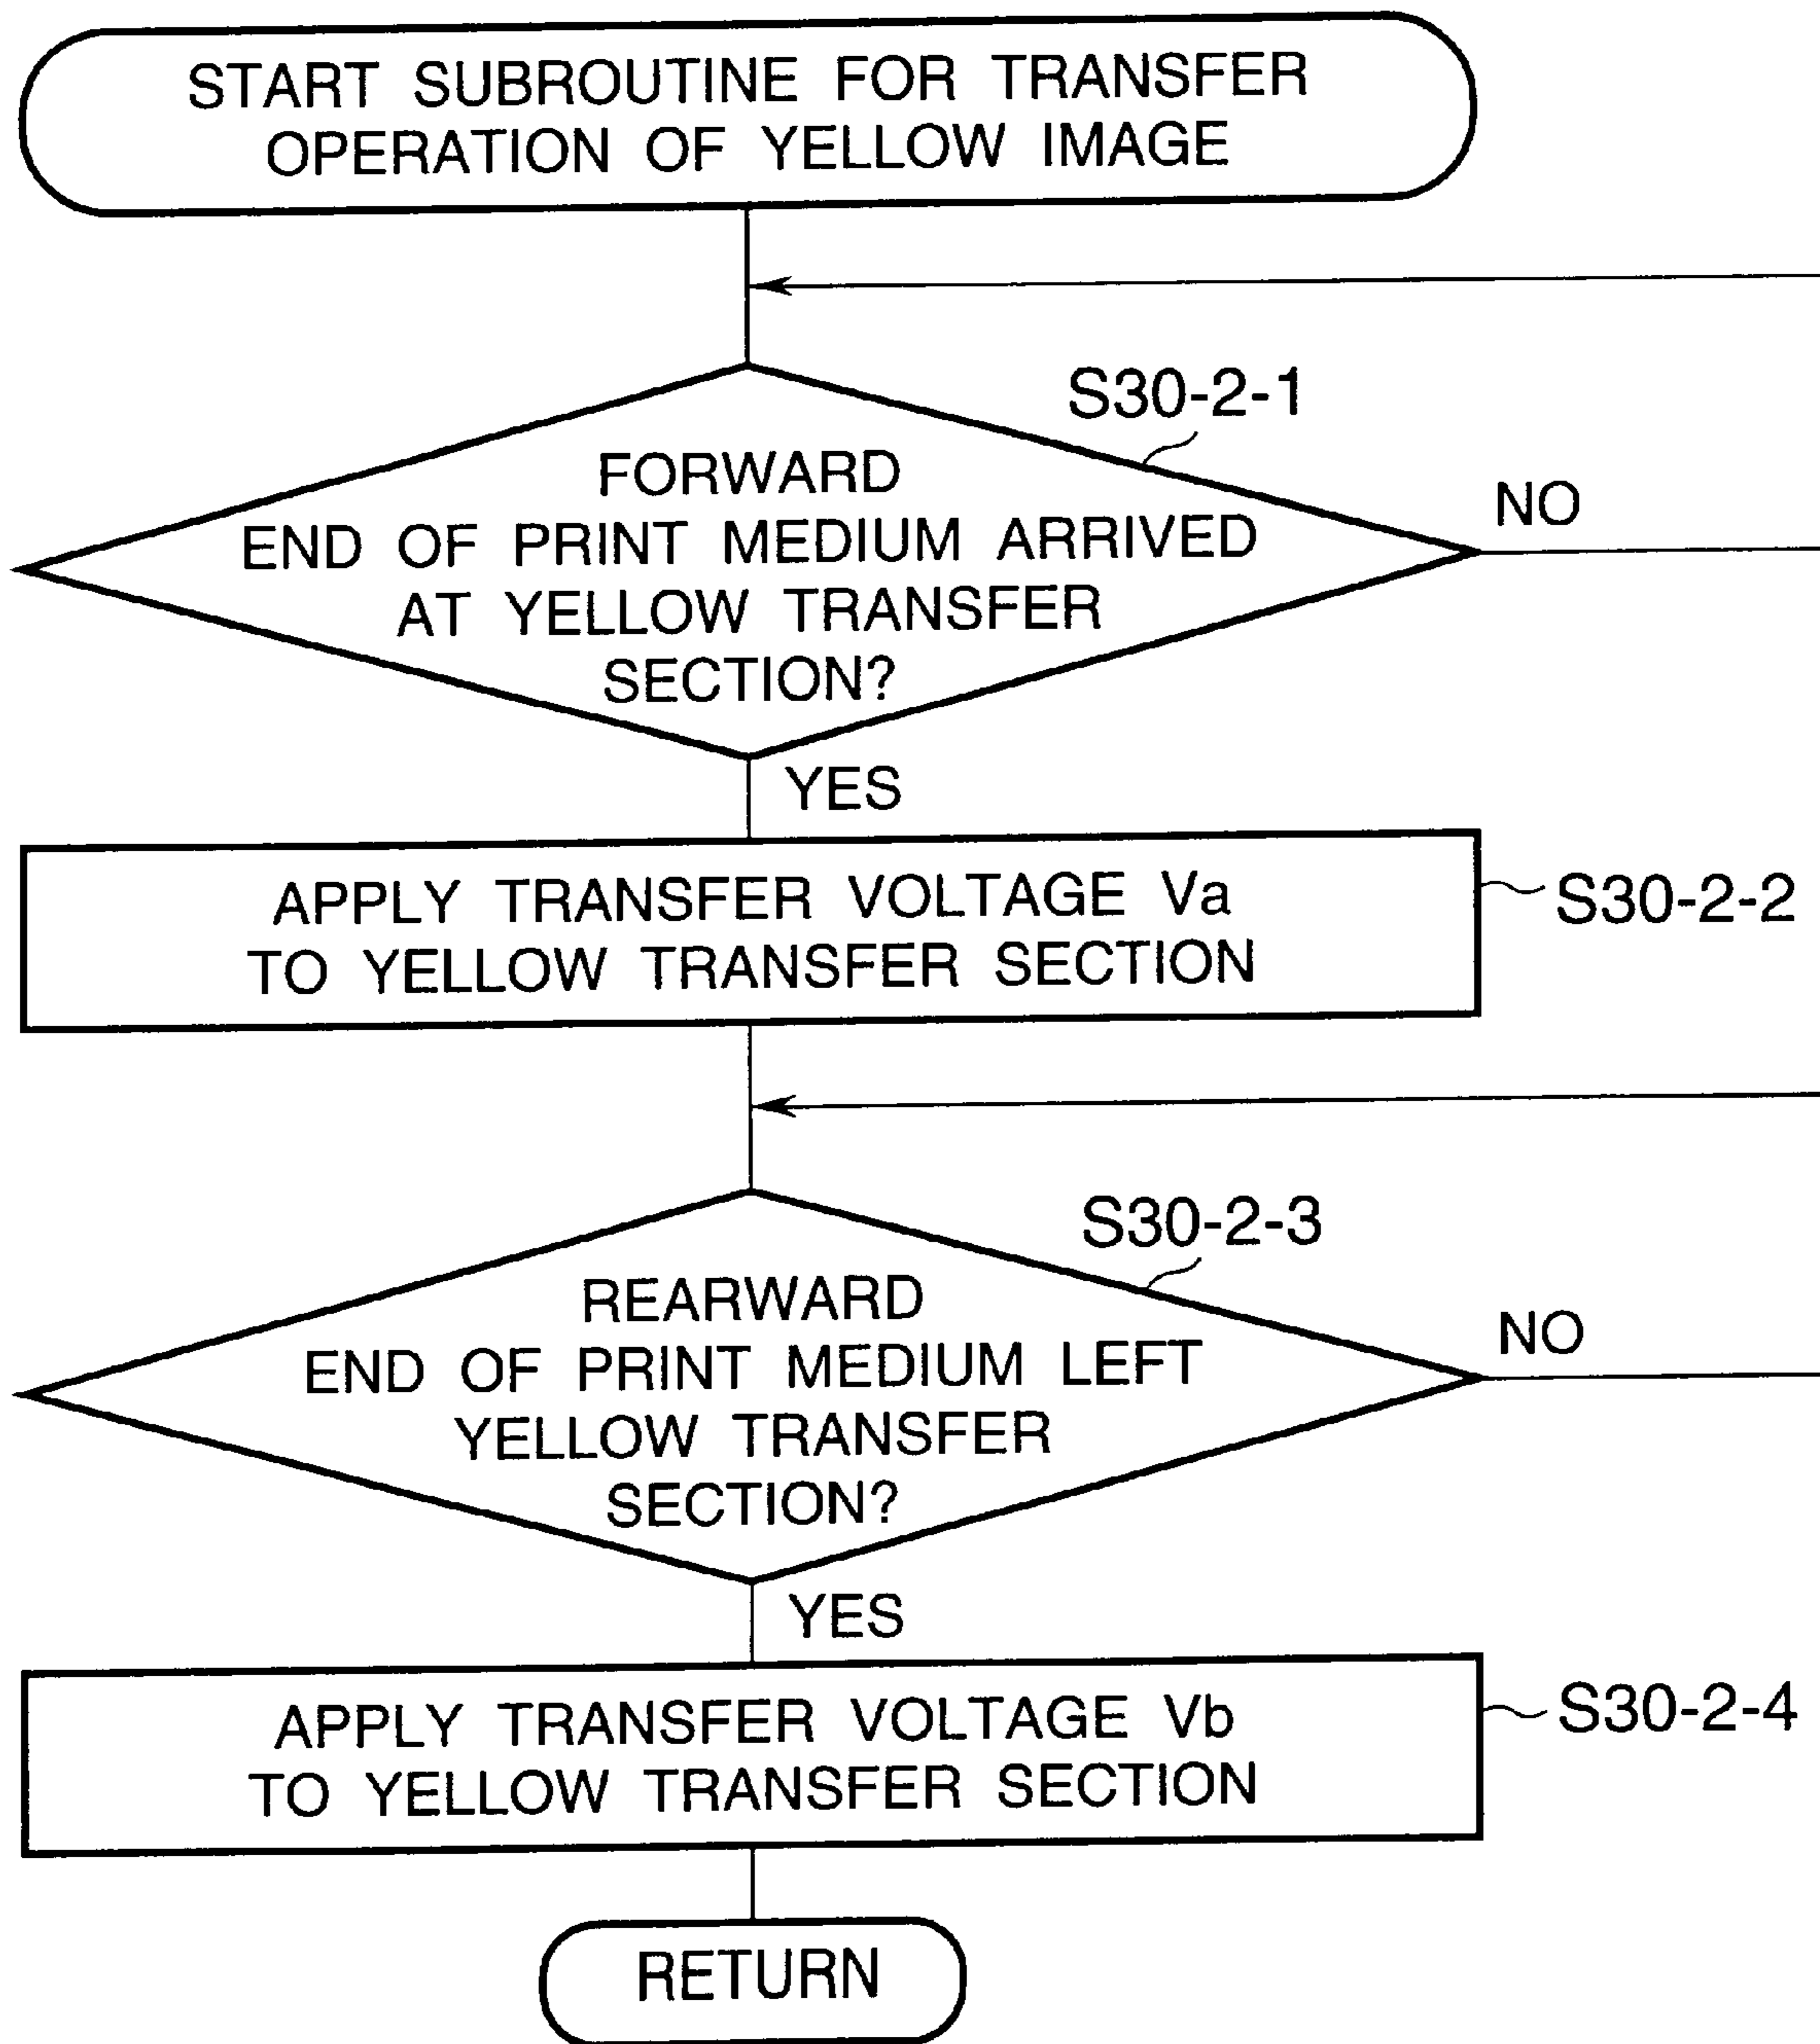 START SUBROUTINE FOR TRANSFER
OPERATION OF YELLOW IMAGE
S30-2-1
FORWARD
END OF PRINT MEDIUM ARRIVED
AT YELLOW TRANSFER
SECTION?
NO
YES
APPLY TRANSFER VOLTAGE Va
TO YELLOW TRANSFER SECTION
S30-2-2
S30-2-3
REARWARD
END OF PRINT MEDIUM LEFT
YELLOW TRANSFER
SECTION?
NO
YES
APPLY TRANSFER VOLTAGE Vb
TO YELLOW TRANSFER SECTION
S30-2-4
RETURN